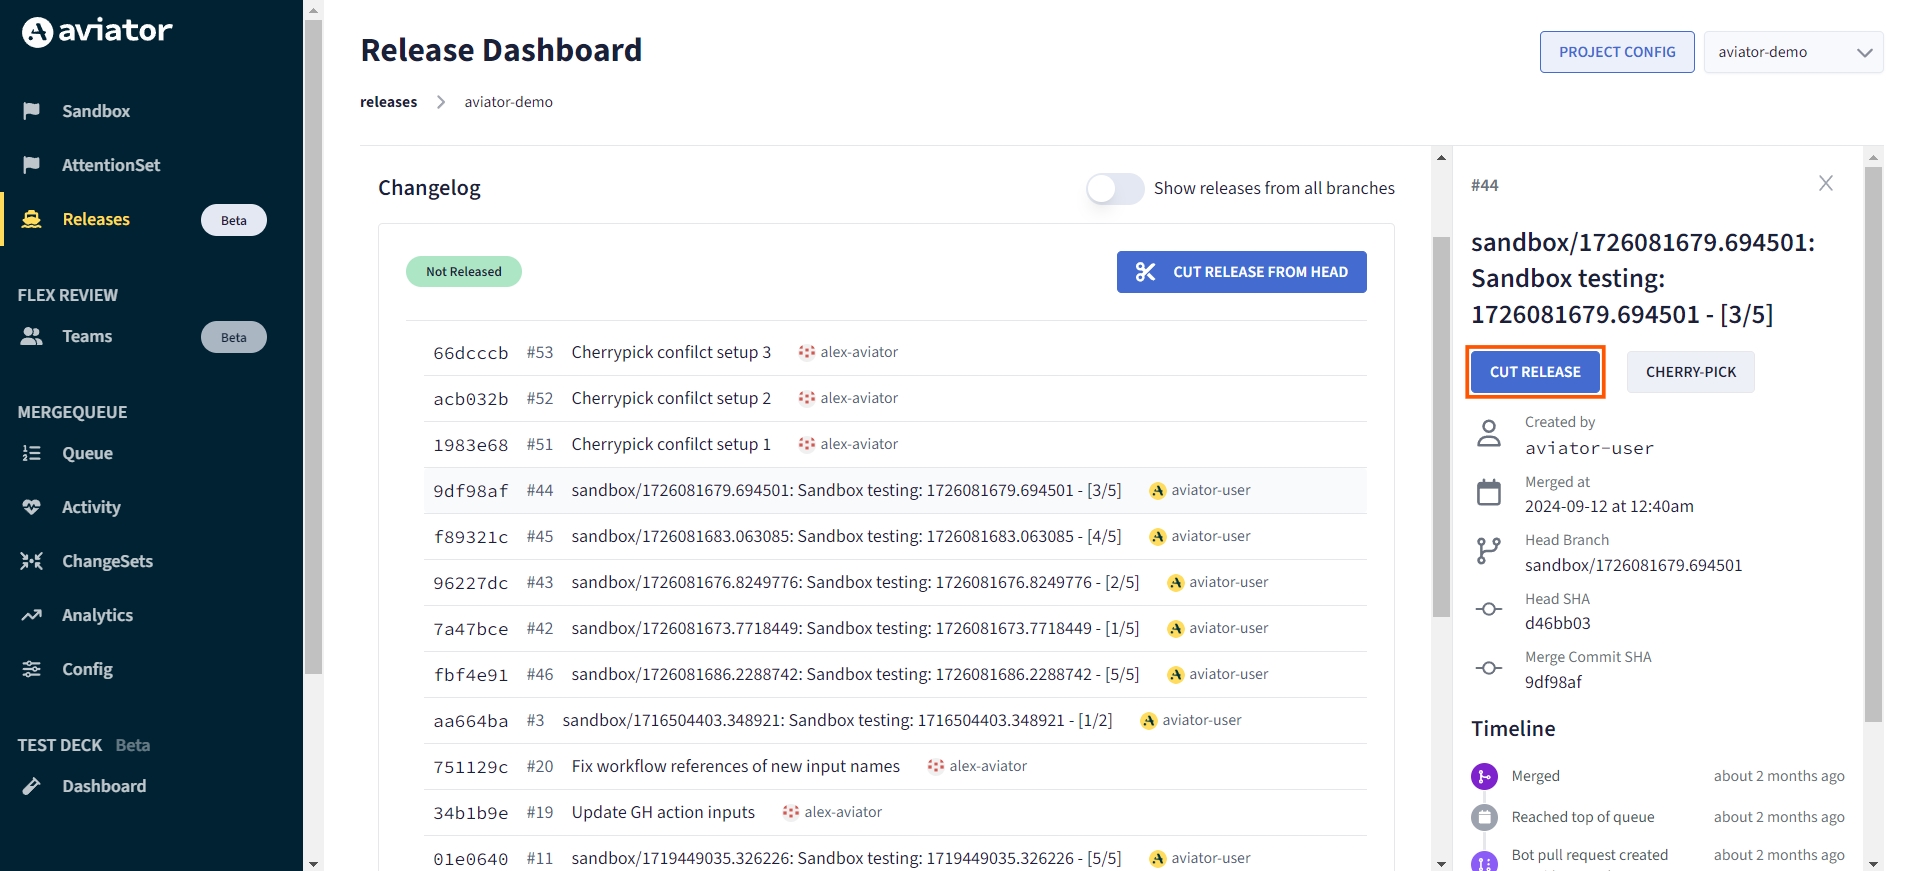 aviator
Sandbox
AttentionSet
Releases Beta
FLEX REVIEW
Teams Beta
MERGEQUEUE
Queue
Activity
ChangeSets
Analytics
Config
TEST DECK Beta
Dashboard
Release Dashboard
PROJECT CONFIG
aviator-demo
releases aviator-demo
Changelog
Show releases from all branches
Not Released
CUT RELEASE FROM HEAD
66dcccb #53 Cherrypick confilct setup 3 alex-aviator
acb032b #52 Cherrypick confilct setup 2 alex-aviator
1983e68 #51 Cherrypick confilct setup 1 alex-aviator
9df98af #44 sandbox/1726081679.694501: Sandbox testing: 1726081679.694501 - [3/5] aviator-user
f89321c #45 sandbox/1726081683.063085: Sandbox testing: 1726081683.063085 - [4/5] aviator-user
96227dc #43 sandbox/1726081676.8249776: Sandbox testing: 1726081676.8249776 - [2/5] aviator-user
7a47bce #42 sandbox/1726081673.7718449: Sandbox testing: 1726081673.7718449 - [1/5] aviator-user
fbf4e91 #46 sandbox/1726081686.2288742: Sandbox testing: 1726081686.2288742 - [5/5] aviator-user
aa664ba #3 sandbox/1716504403.348921: Sandbox testing: 1716504403.348921 - [1/2] aviator-user
751129c #20 Fix workflow references of new input names alex-aviator
34b1b9e #19 Update GH action inputs alex-aviator
01e0640 #11 sandbox/1719449035.326226: Sandbox testing: 1719449035.326226 - [5/5] aviator-user
#44
sandbox/1726081679.694501:
Sandbox testing:
1726081679.694501 - [3/5]
CUT RELEASE CHERRY-PICK
Created by
aviator-user
Merged at
2024-09-12 at 12:40am
Head Branch
sandbox/1726081679.694501
Head SHA
d46bb03
Merge Commit SHA
9df98af
Timeline
Merged about 2 months ago
Reached top of queue about 2 months ago
Bot pull request created about 2 months ago